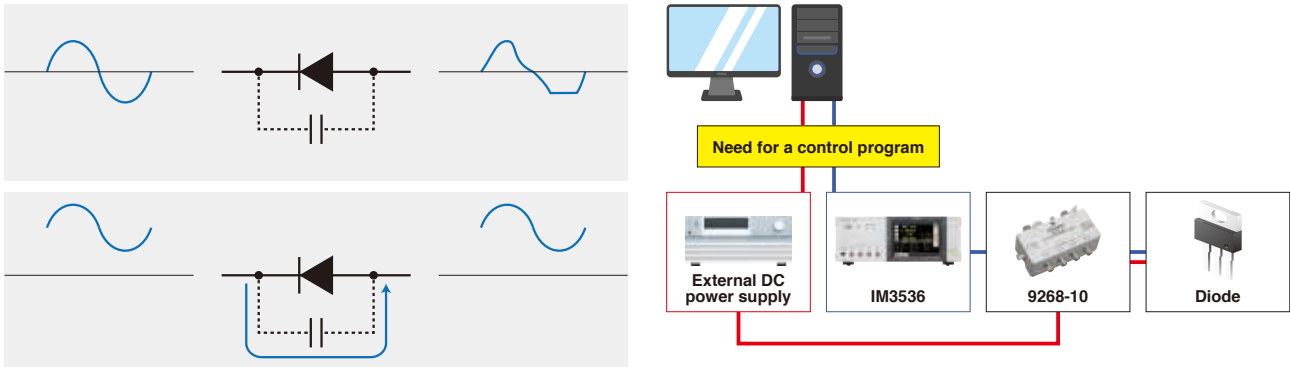 Need for a control program
External DC
power supply
IM3536
9268-10
Diode